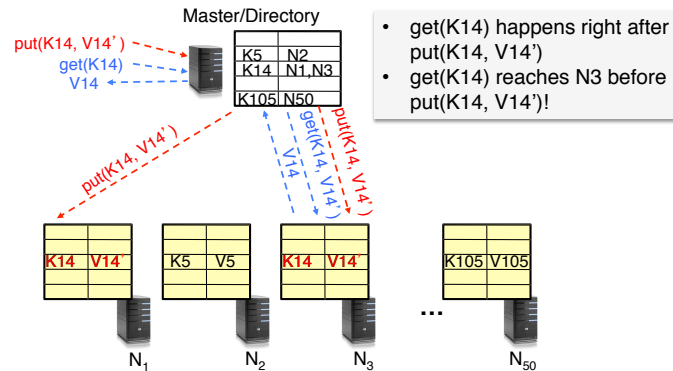 Master/Directory
put(K14, V14')
get(K14)
V14
K5 N2
K14 N1,N3
K105 N50
• get(K14) happens right after
put(K14, V14')
• get(K14) reaches N3 before
put(K14, V14')!
put(K14, V14')
V14
get(K14, V14')
put(K14, V14')
K14 V14'
K5 V5
K14 V14'
K105 V105
...
N1
N2
N3
N50